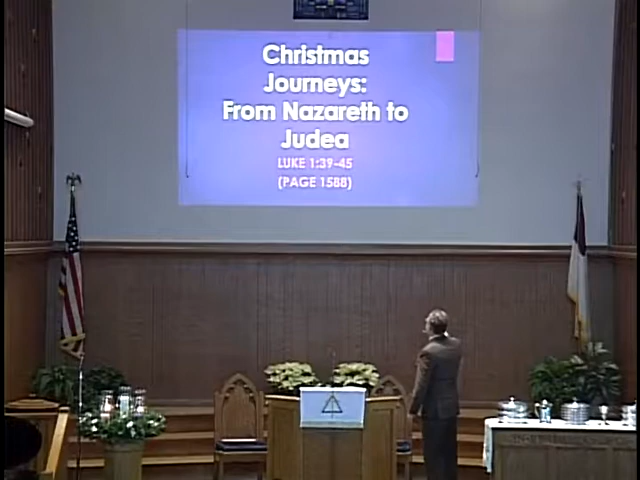 Christmas
Journeys:
From Nazareth to
Judea
LUKE 1:39-45
(PAGE 1588)